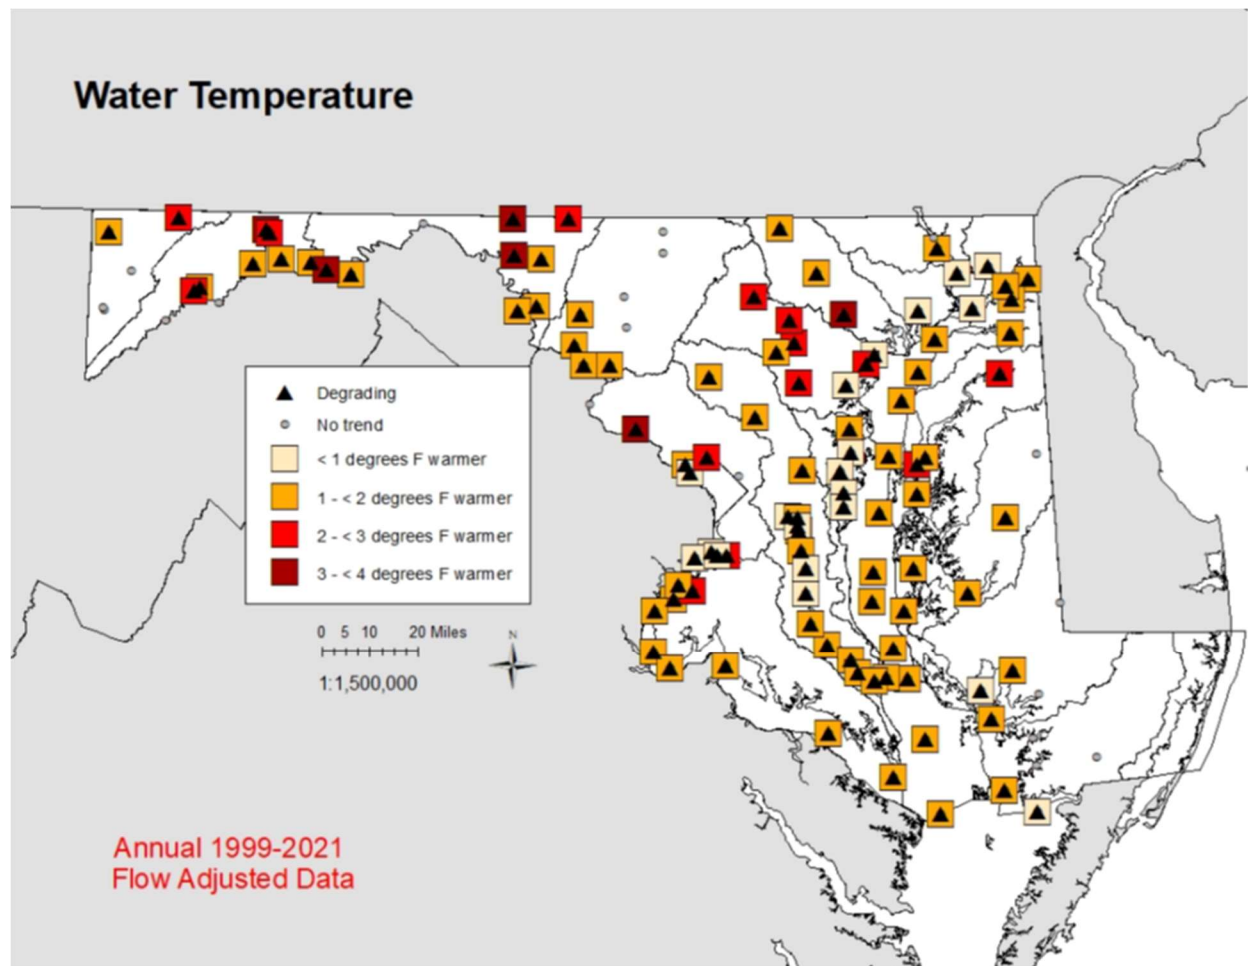 Water Temperature
Degrading
No trend
< 1 degrees F warmer
1 - < 2 degrees F warmer
2 - < 3 degrees F warmer
3 - < 4 degrees F warmer
0 5 10 20 Miles
N
1:1,500,000
Annual 1999-2021
Flow Adjusted Data